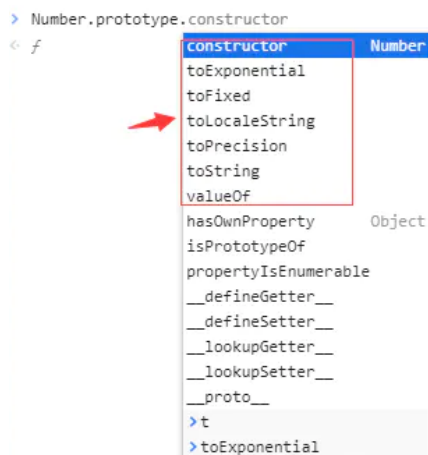 > Number.prototype.constructor
<· f
constructor Number
toExponential
toFixed
toLocaleString
toPrecision
toString
valueOf
hasOwnProperty Object
isPrototypeOf
propertyIsEnumerable
__defineGetter__
__defineSetter__
__lookupGetter__
__lookupSetter__
__proto__
>t
>toExponential